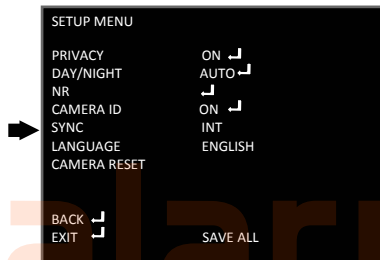 SETUP MENU
PRIVACY ON ↵
DAY/NIGHT AUTO ↵
NR ↵
CAMERA ID ON ↵
SYNC INT
LANGUAGE ENGLISH
CAMERA RESET
BACK ↵
EXIT ↵ SAVE ALL